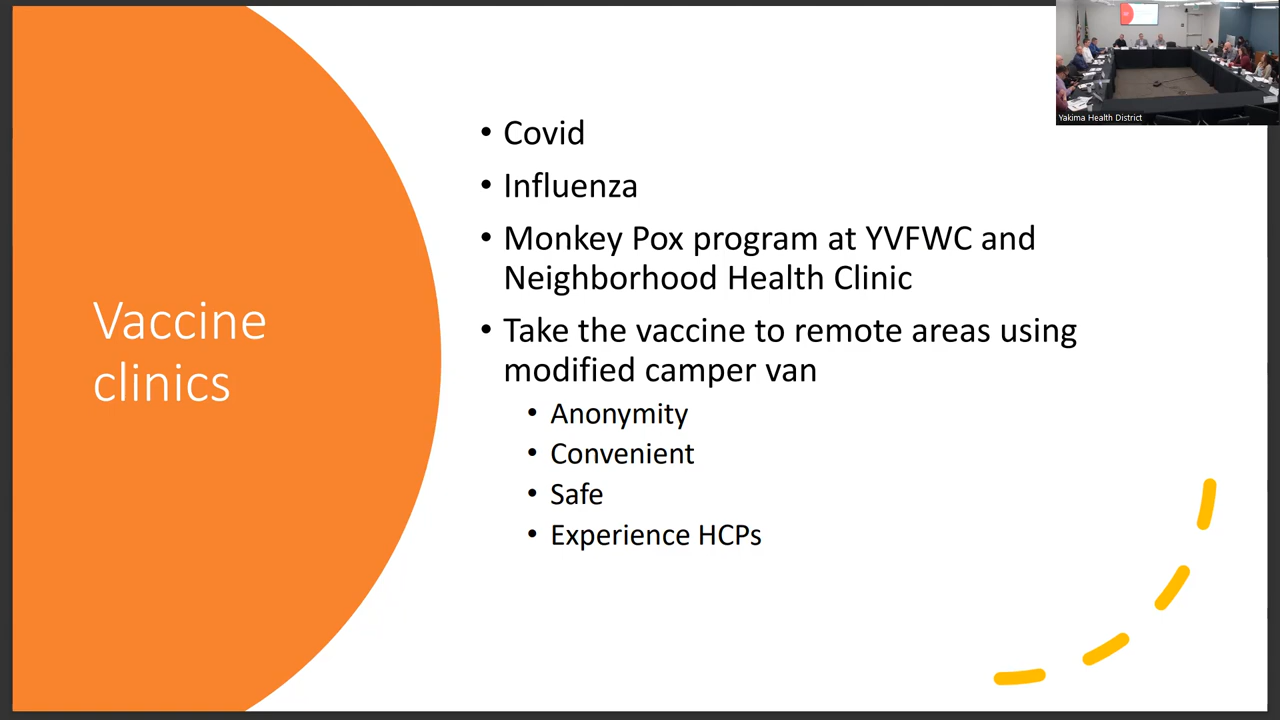 Yakima Health District
Vaccine
clinics
• Covid
• Influenza
• Monkey Pox program at YVFWC and
Neighborhood Health Clinic
• Take the vaccine to remote areas using
modified camper van
• Anonymity
• Convenient
• Safe
• Experience HCPs